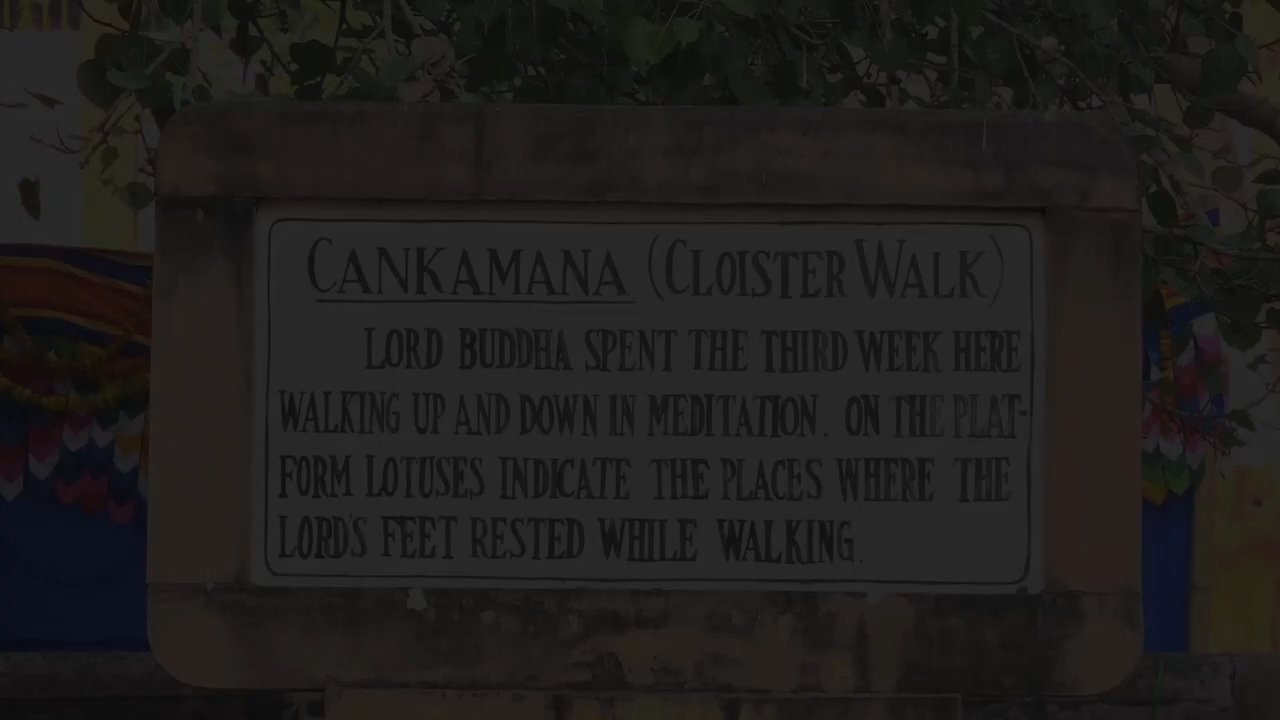 CANKAMANA (CLOISTER WALK)
LORD BUDDHA SPENT THE THIRD WEEK HERE
WALKING UP AND DOWN IN MEDITATION. ON THE PLAT-
FORM LOTUSES INDICATE THE PLACES WHERE THE
LORD'S FEET RESTED WHILE WALKING.